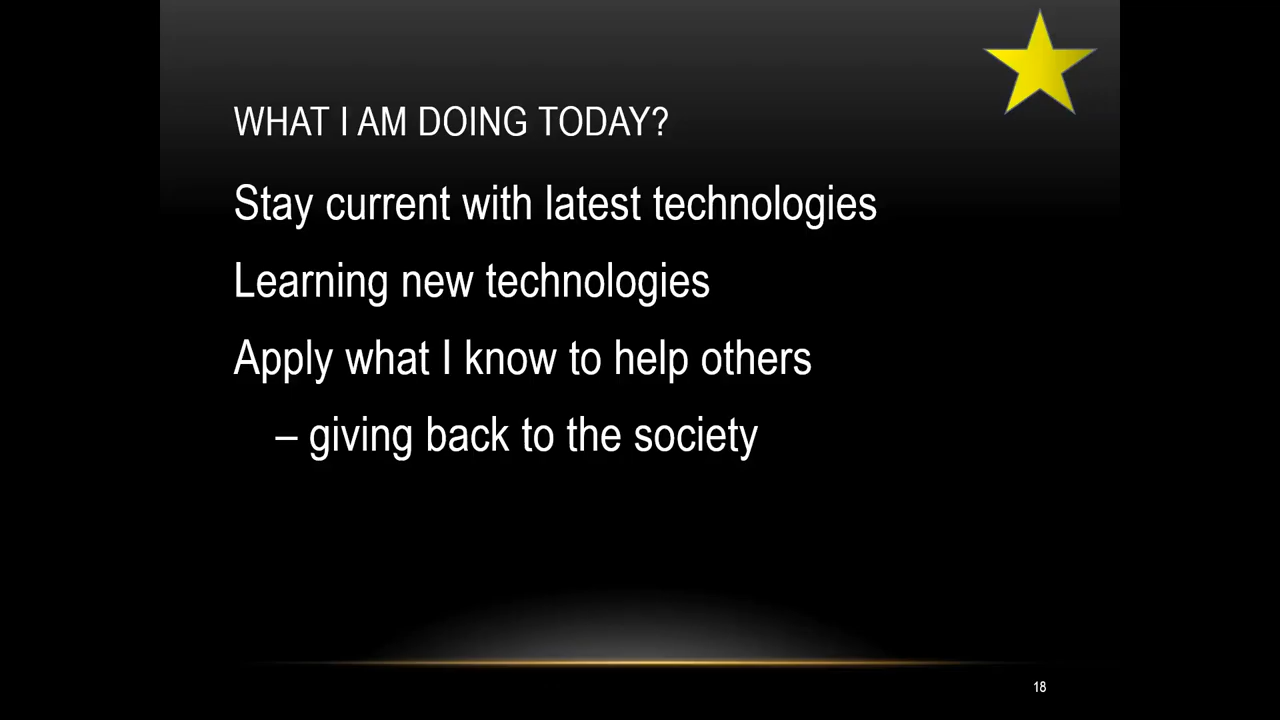 WHAT I AM DOING TODAY?
Stay current with latest technologies
Learning new technologies
Apply what I know to help others
– giving back to the society
18